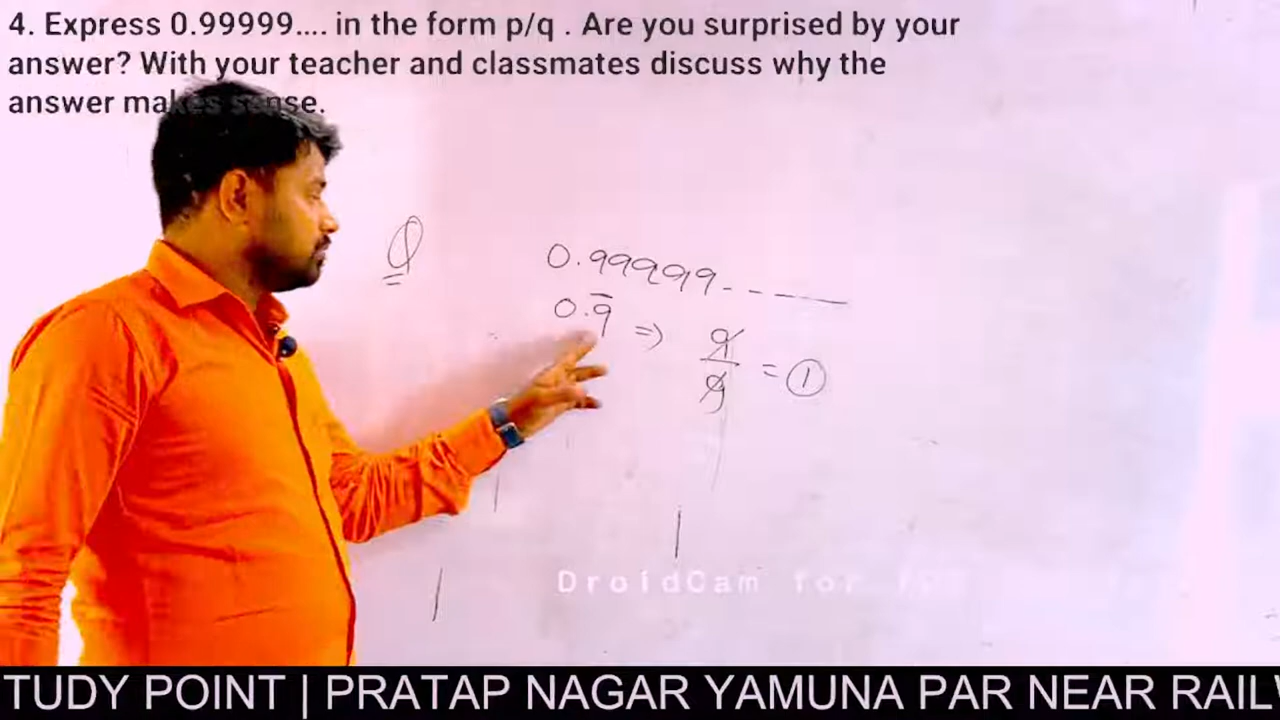 4. Express 0.99999.... in the form p/q . Are you surprised by your
answer? With your teacher and classmates discuss why the
answer makes sense.
Q
0.99999.-----
0.9̅ => 9/9 = 1
DroidCam for
TUDY POINT | PRATAP NAGAR YAMUNA PAR NEAR RAIL